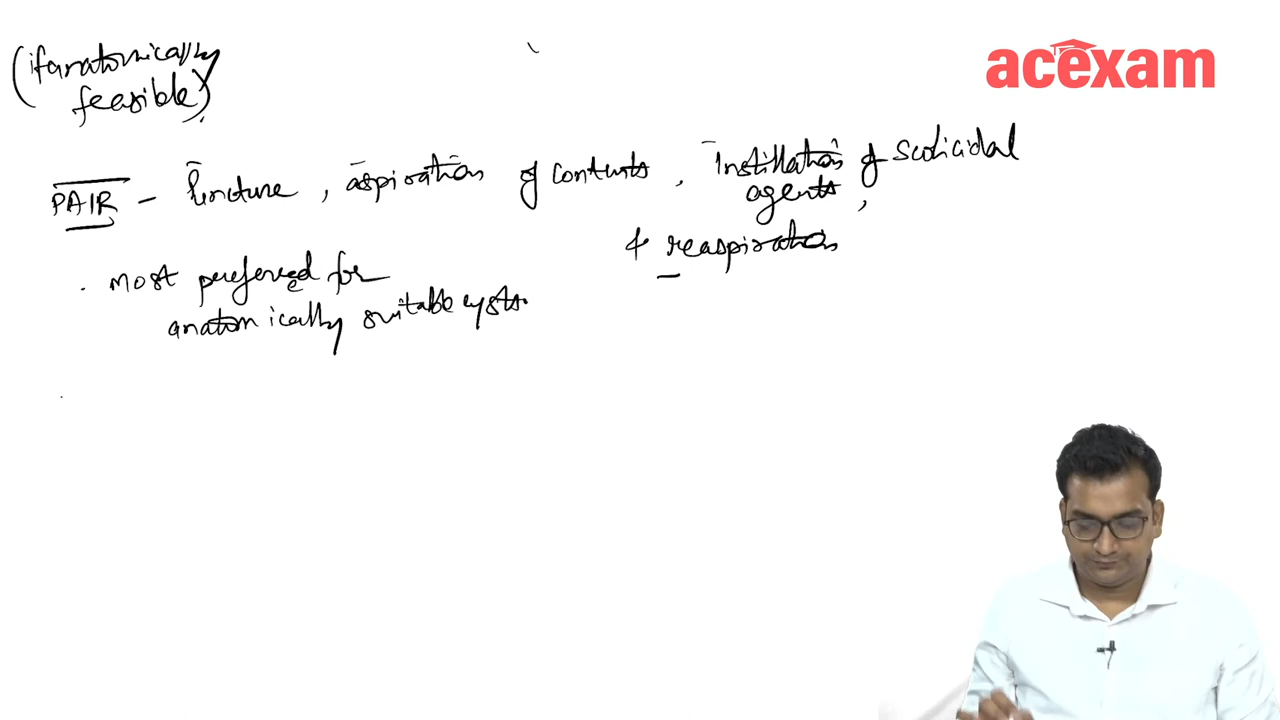 (if anatomically
feasible)
acexam
PAIR - Puncture, aspiration of contents, instillation of scolicidal
agents,
& reaspiration
. most preferred for
anatomically suitable cysts.